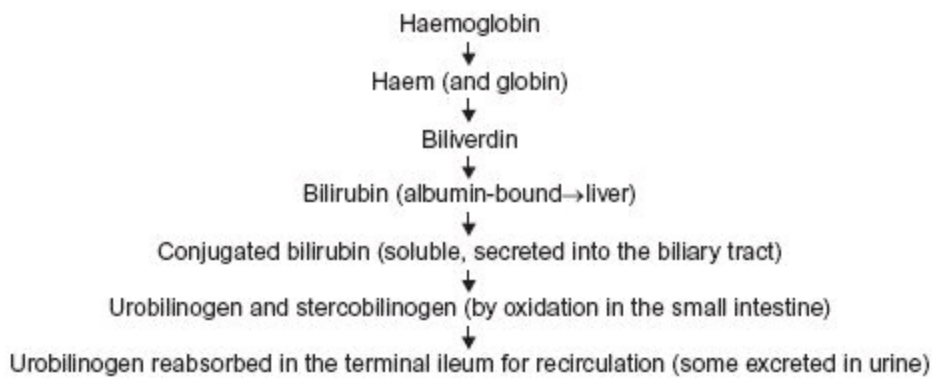 Haemoglobin
Haem (and globin)
Biliverdin
Bilirubin (albumin-bound→liver)
Conjugated bilirubin (soluble, secreted into the biliary tract)
Urobilinogen and stercobilinogen (by oxidation in the small intestine)
Urobilinogen reabsorbed in the terminal ileum for recirculation (some excreted in urine)